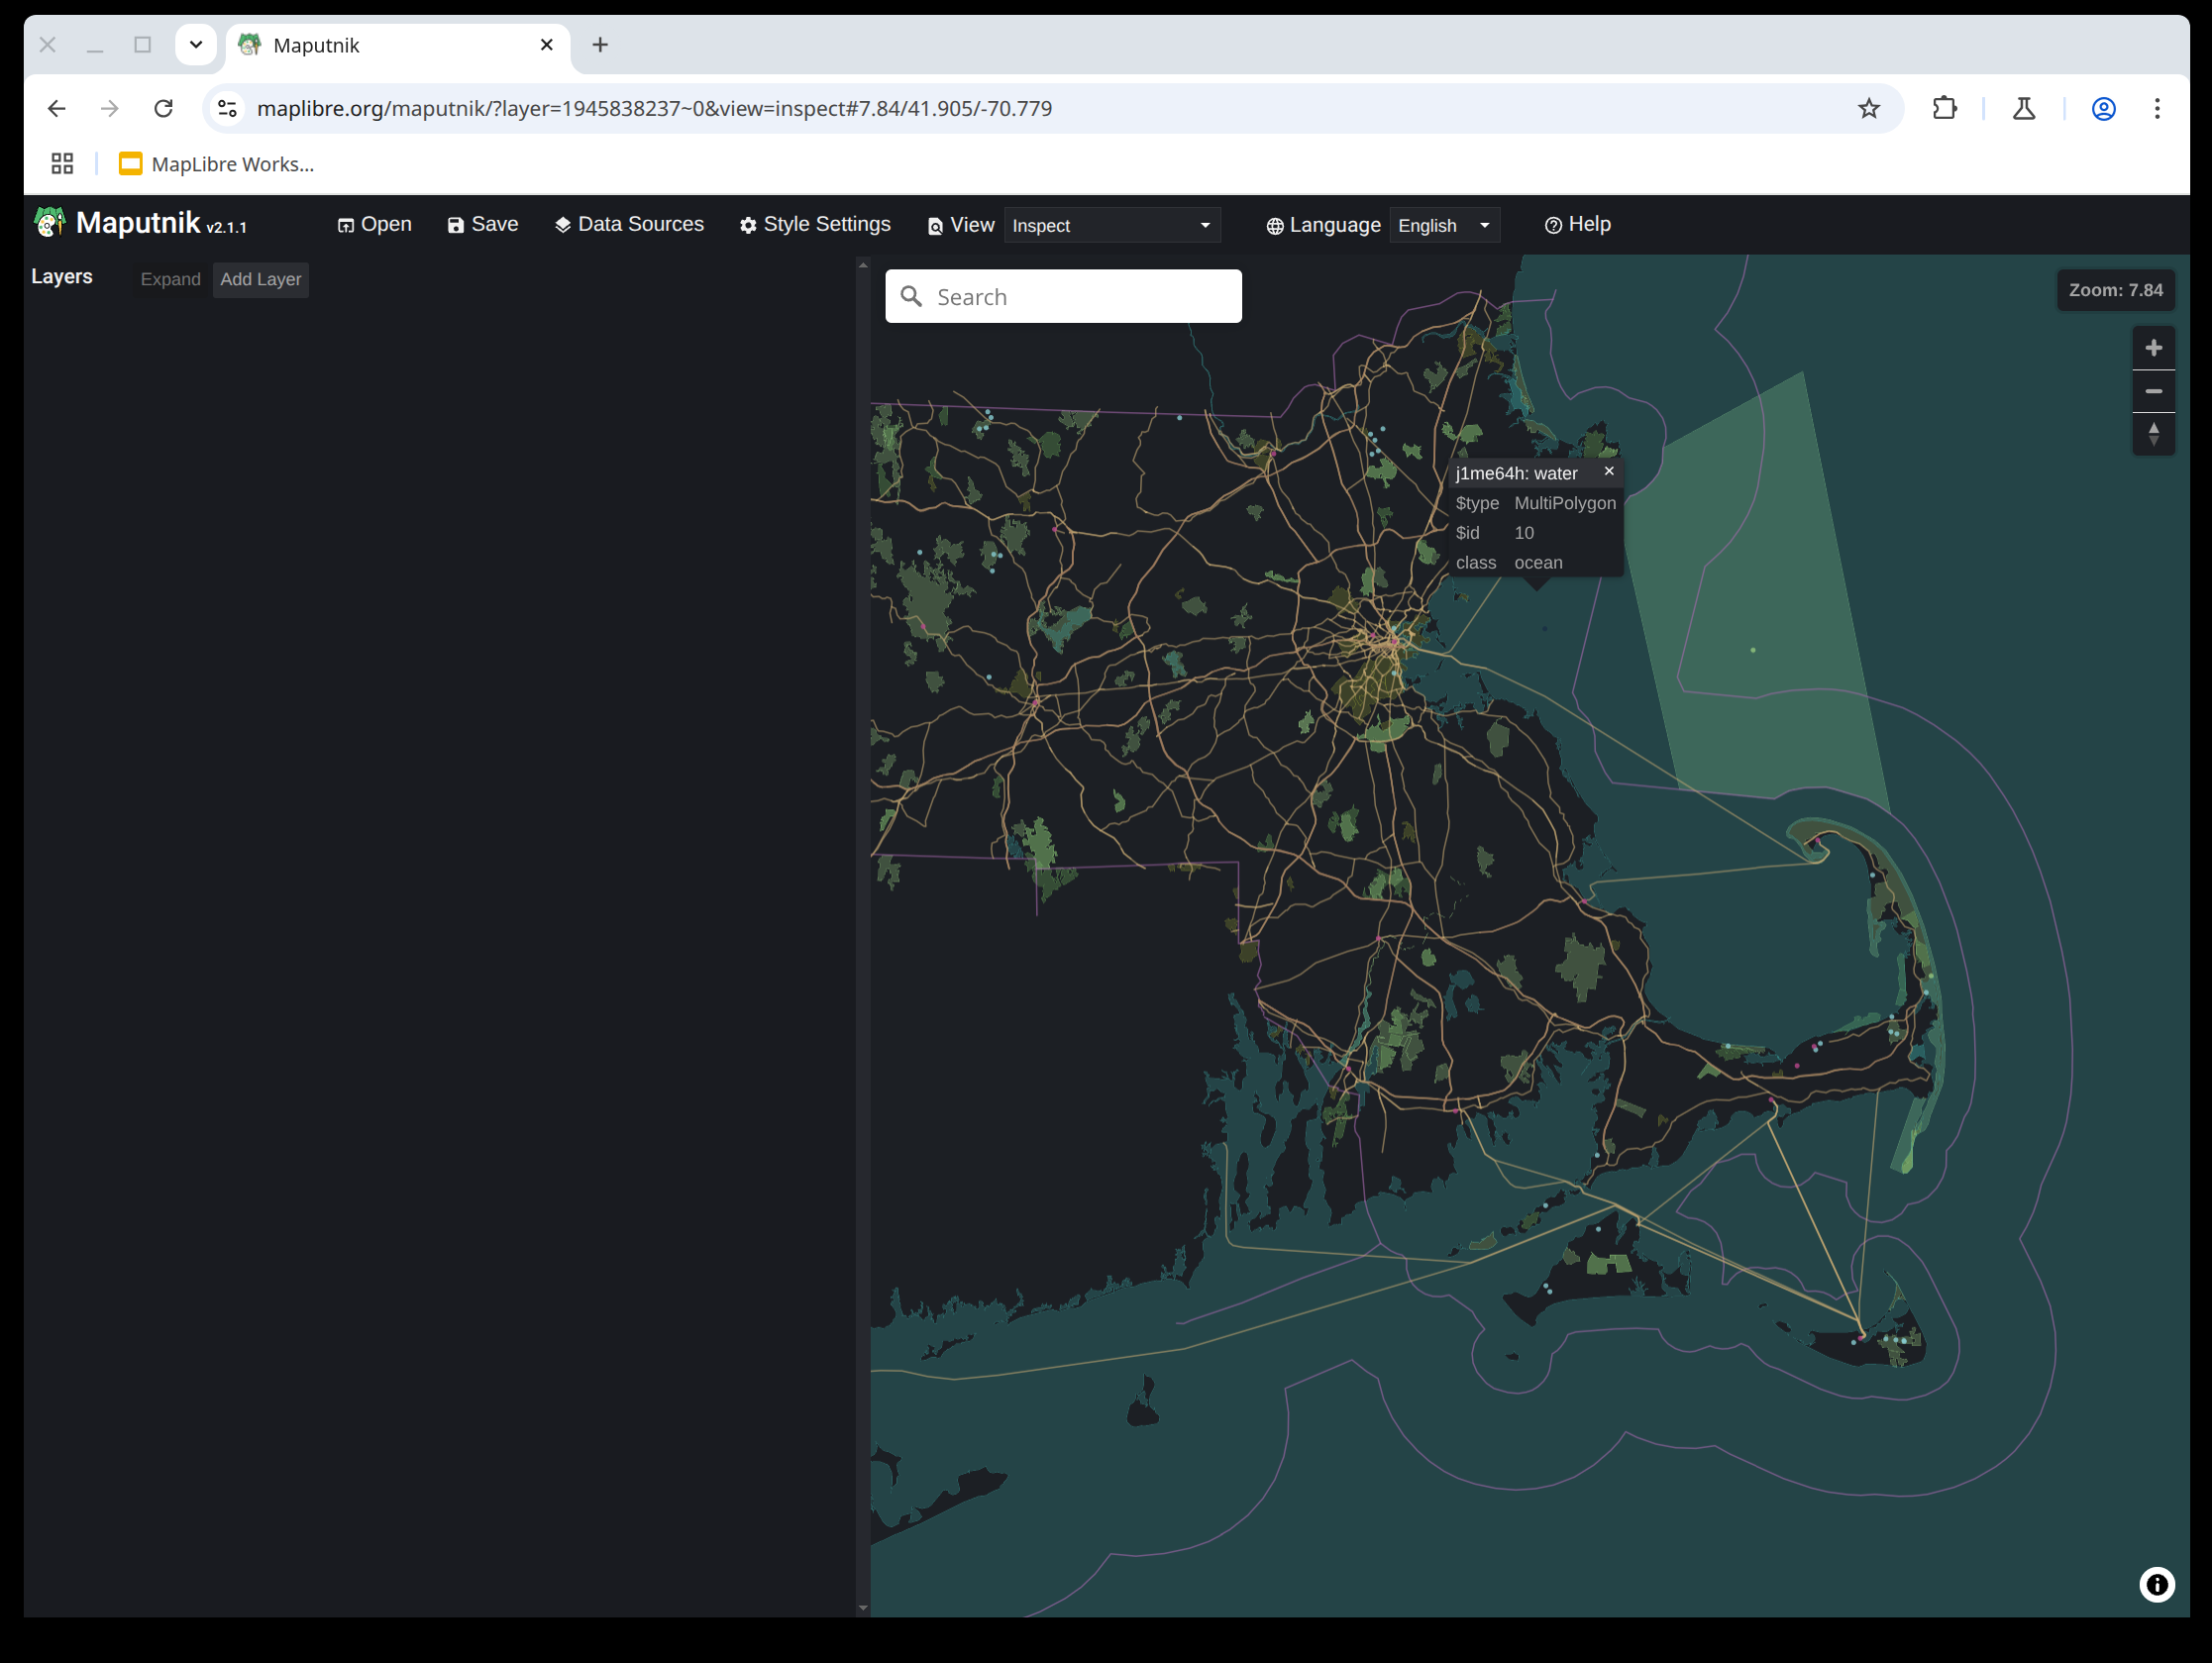 Maputnik
maplibre.org/maputnik/?layer=1945838237~0&view=inspect#7.84/41.905/-70.779
MapLibre Works...
Maputnik v2.1.1 Open Save Data Sources Style Settings View Inspect Language English Help
Layers Expand Add Layer
Search
Zoom: 7.84
j1me64h: water ×
$type MultiPolygon
$id 10
class ocean